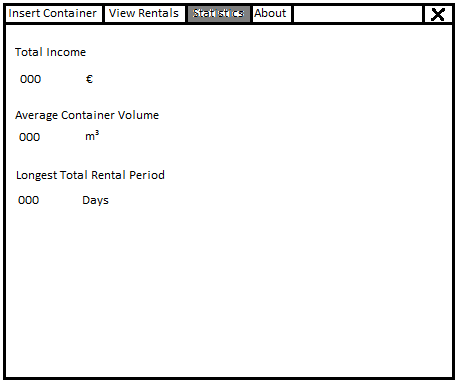 Insert Container View Rentals Statistics About X
Total Income
000 €
Average Container Volume
000 m³
Longest Total Rental Period
000 Days